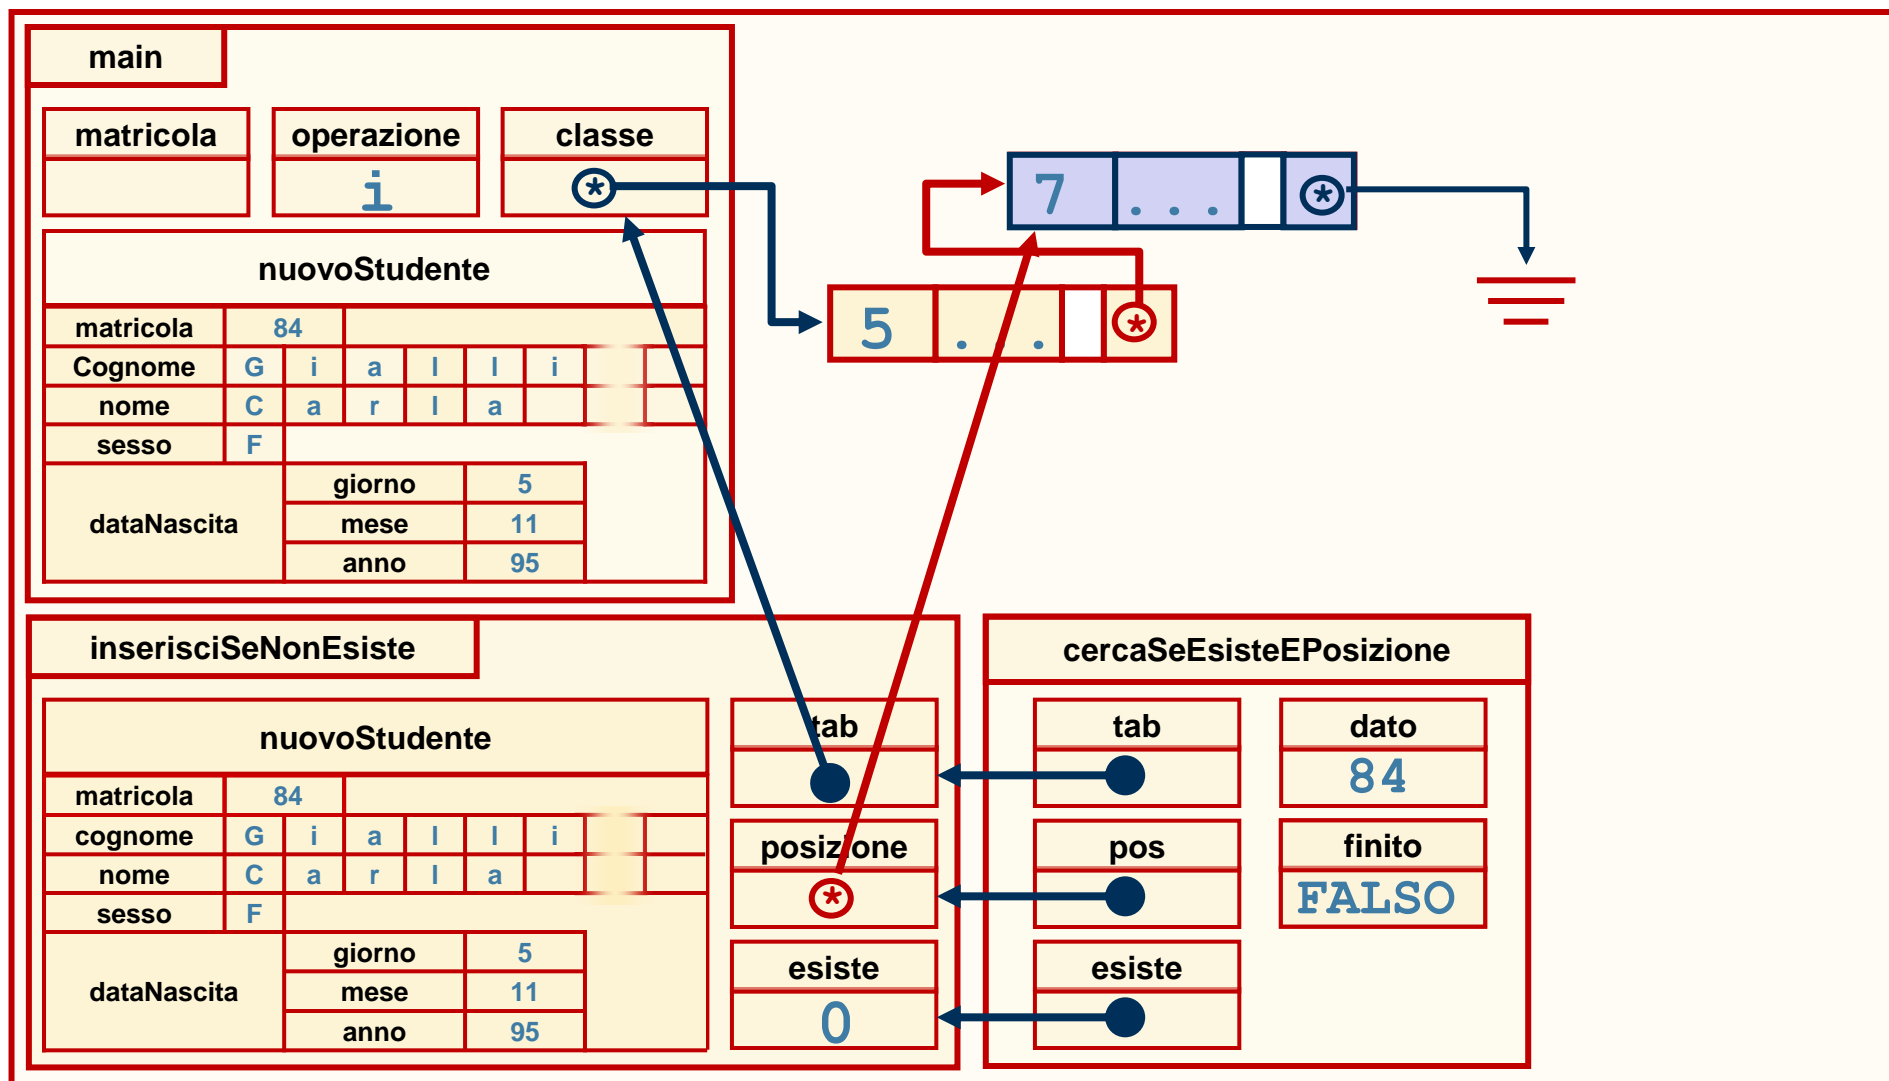 main
matricola operazione classe
i *
nuovoStudente
matricola 84
Cognome G i a l l i
nome C a r l a
sesso F
dataNascita
giorno 5
mese 11
anno 95
7 . . . *
5 . . . *
inserisciSeNonEsiste
nuovoStudente
matricola 84
cognome G i a l l i
nome C a r l a
sesso F
dataNascita
giorno 5
mese 11
anno 95
tab
posizione
*
esiste
0
cercaSeEsisteEPosizione
tab dato
84
pos finito
FALSO
esiste